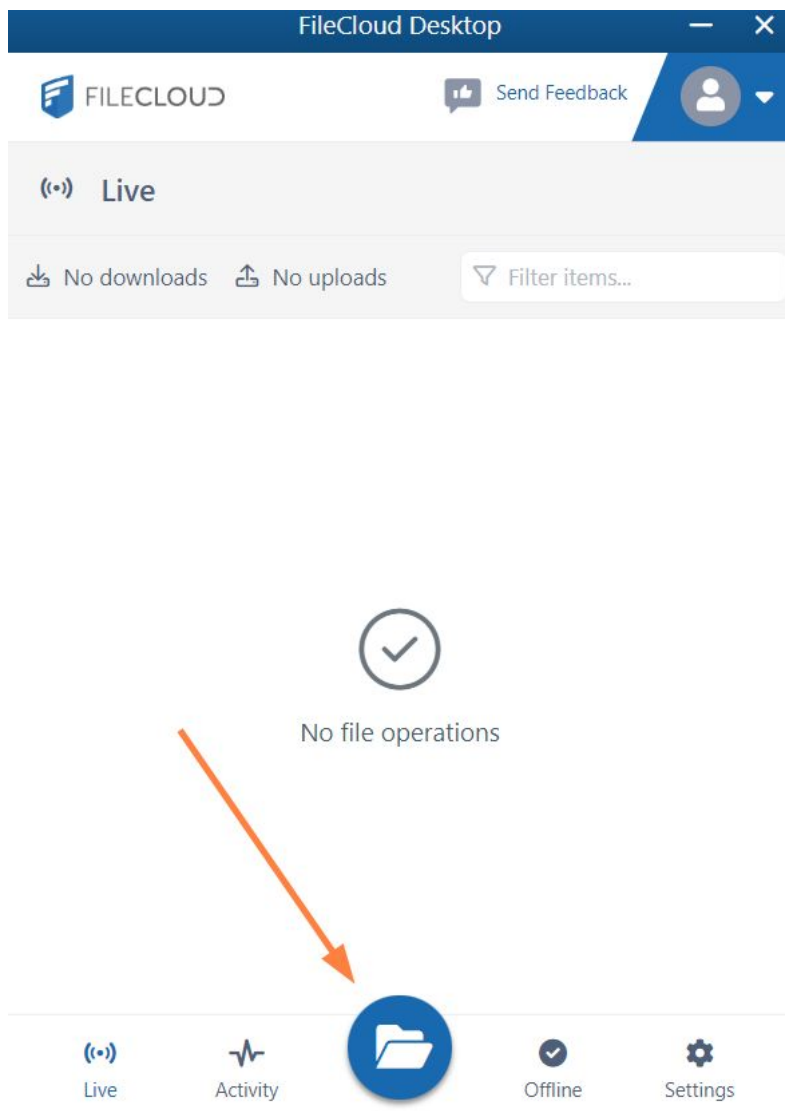 FileCloud Desktop
FILECLOUD
Send Feedback
Live
No downloads No uploads Filter items...
No file operations
Live Activity Offline Settings